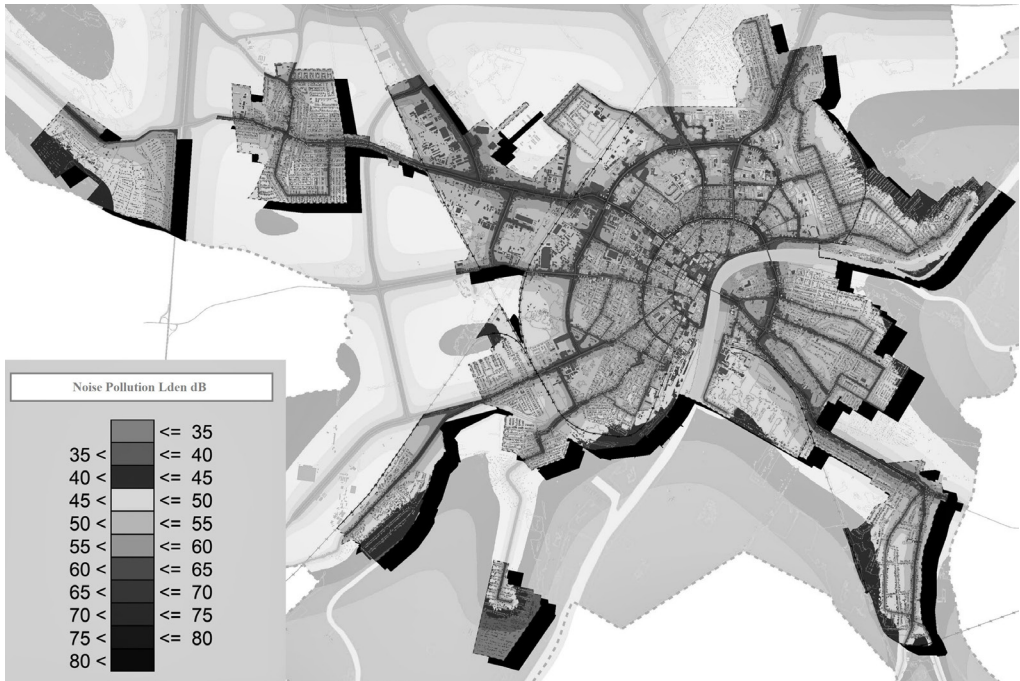 Noise Pollution Lden dB
<= 35
35 < <= 40
40 < <= 45
45 < <= 50
50 < <= 55
55 < <= 60
60 < <= 65
65 < <= 70
70 < <= 75
75 < <= 80
80 <